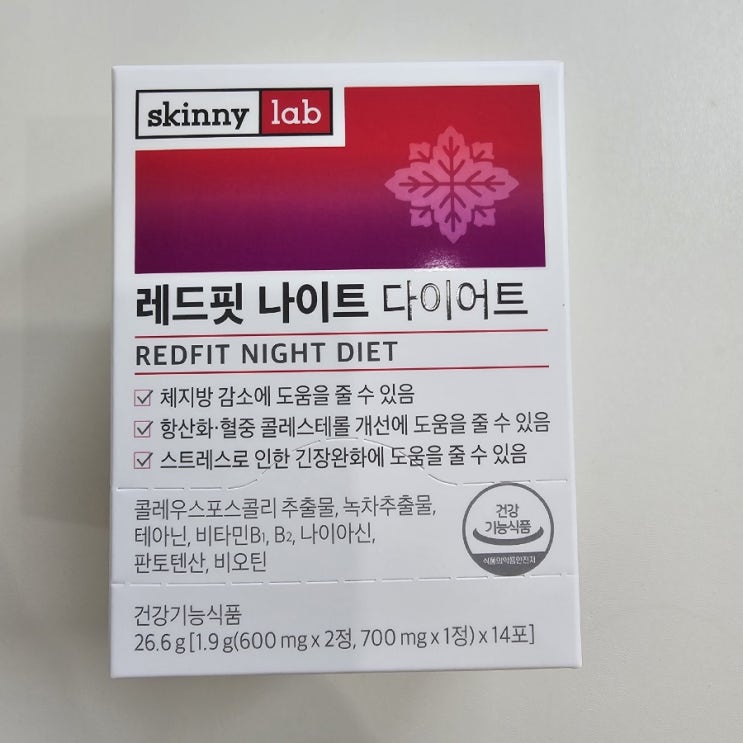 skinny lab
레드핏 나이트 다이어트
REDFIT NIGHT DIET
체지방 감소에 도움을 줄 수 있음
항산화·혈중 콜레스테롤 개선에 도움을 줄 수 있음
스트레스로 인한 긴장완화에 도움을 줄 수 있음
콜레우스포스콜리 추출물, 녹차추출물,
테아닌, 비타민B₁, B₂, 나이아신,
판토텐산, 비오틴
건강
기능식품
식품의약품안전처
건강기능식품
26.6 g [1.9 g(600 mg x 2정, 700 mg x 1정) x 14포]